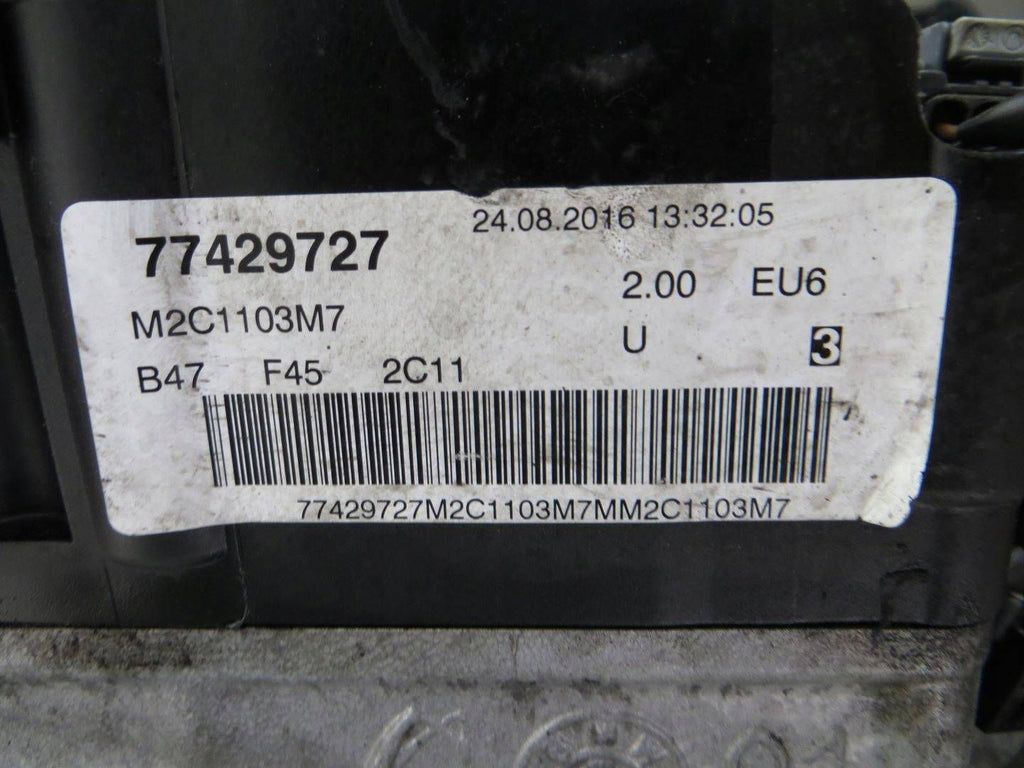 24.08.2016 13:32:05
77429727
2.00 EU6
M2C1103M7
U 3
B47 F45 2C11
77429727M2C1103M7MM2C1103M7